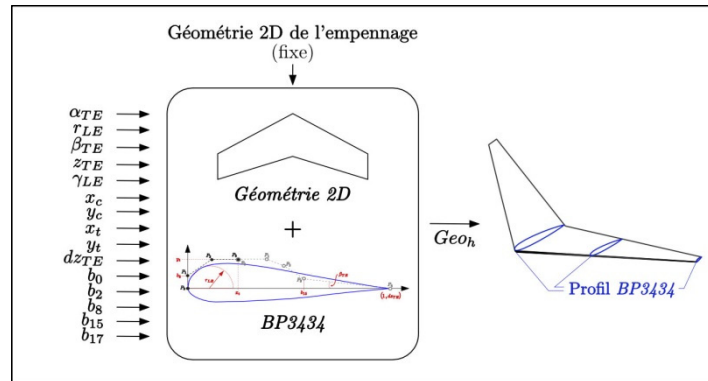 Géométrie 2D de l'empennage
(fixe)
α_TE
r_LE
β_TE
z_TE
γ_LE
x_c
y_c
x_t
y_t
dz_TE
b_0
b_2
b_8
b_15
b_17
Géométrie 2D
+
BP3434
Geo_h
Profil BP3434